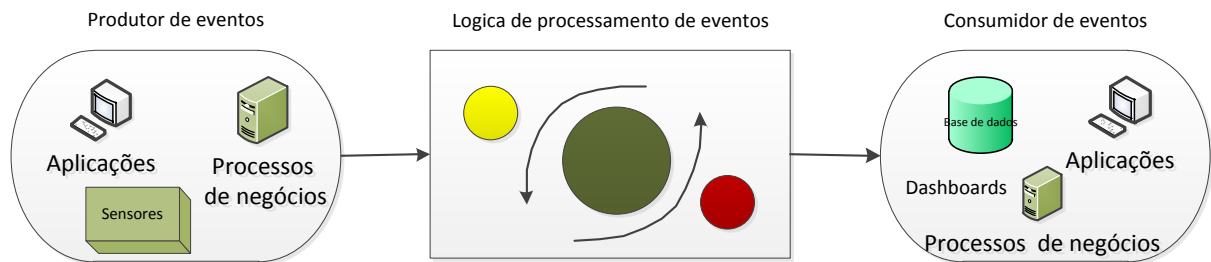 Produtor de eventos
Logica de processamento de eventos
Consumidor de eventos
Aplicações
Processos
de negócios
Sensores
Base de dados
Aplicações
Dashboards
Processos de negócios